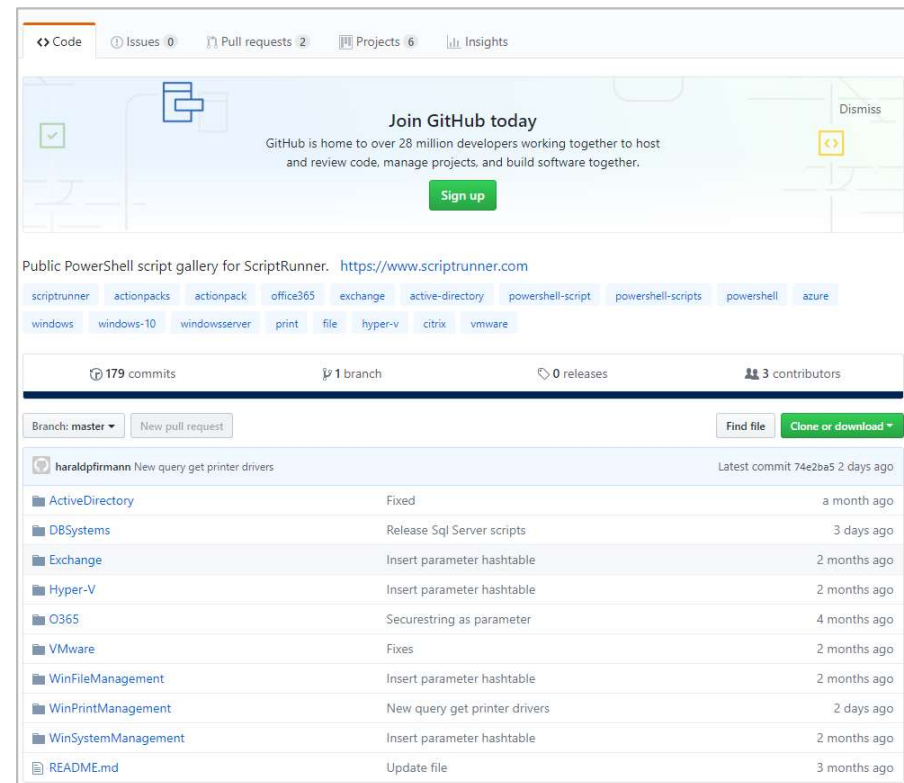 Code Issues 0 Pull requests 2 Projects 6 Insights
Join GitHub today
Dismiss
GitHub is home to over 28 million developers working together to host
and review code, manage projects, and build software together.
Sign up
Public PowerShell script gallery for ScriptRunner. https://www.scriptrunner.com
scriptrunner actionpacks actionpack office365 exchange active-directory powershell-script powershell-scripts powershell azure
windows windows-10 windowsserver print file hyper-v citrix vmware
179 commits 1 branch 0 releases 3 contributors
Branch: master New pull request Find file Clone or download
haraldpfirmann New query get printer drivers Latest commit 74e2ba5 2 days ago
ActiveDirectory Fixed a month ago
DBSystems Release Sql Server scripts 3 days ago
Exchange Insert parameter hashtable 2 months ago
Hyper-V Insert parameter hashtable 2 months ago
O365 Securestring as parameter 4 months ago
VMware Fixes 2 months ago
WinFileManagement Insert parameter hashtable 2 months ago
WinPrintManagement New query get printer drivers 2 days ago
WinSystemManagement Insert parameter hashtable 2 months ago
README.md Update file 3 months ago